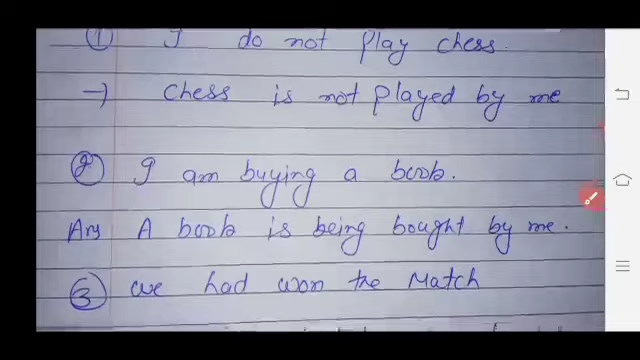 ① I do not play chess.
→ Chess is not played by me
② I am buying a book.
Ans A book is being bought by me.
③ We had won the Match